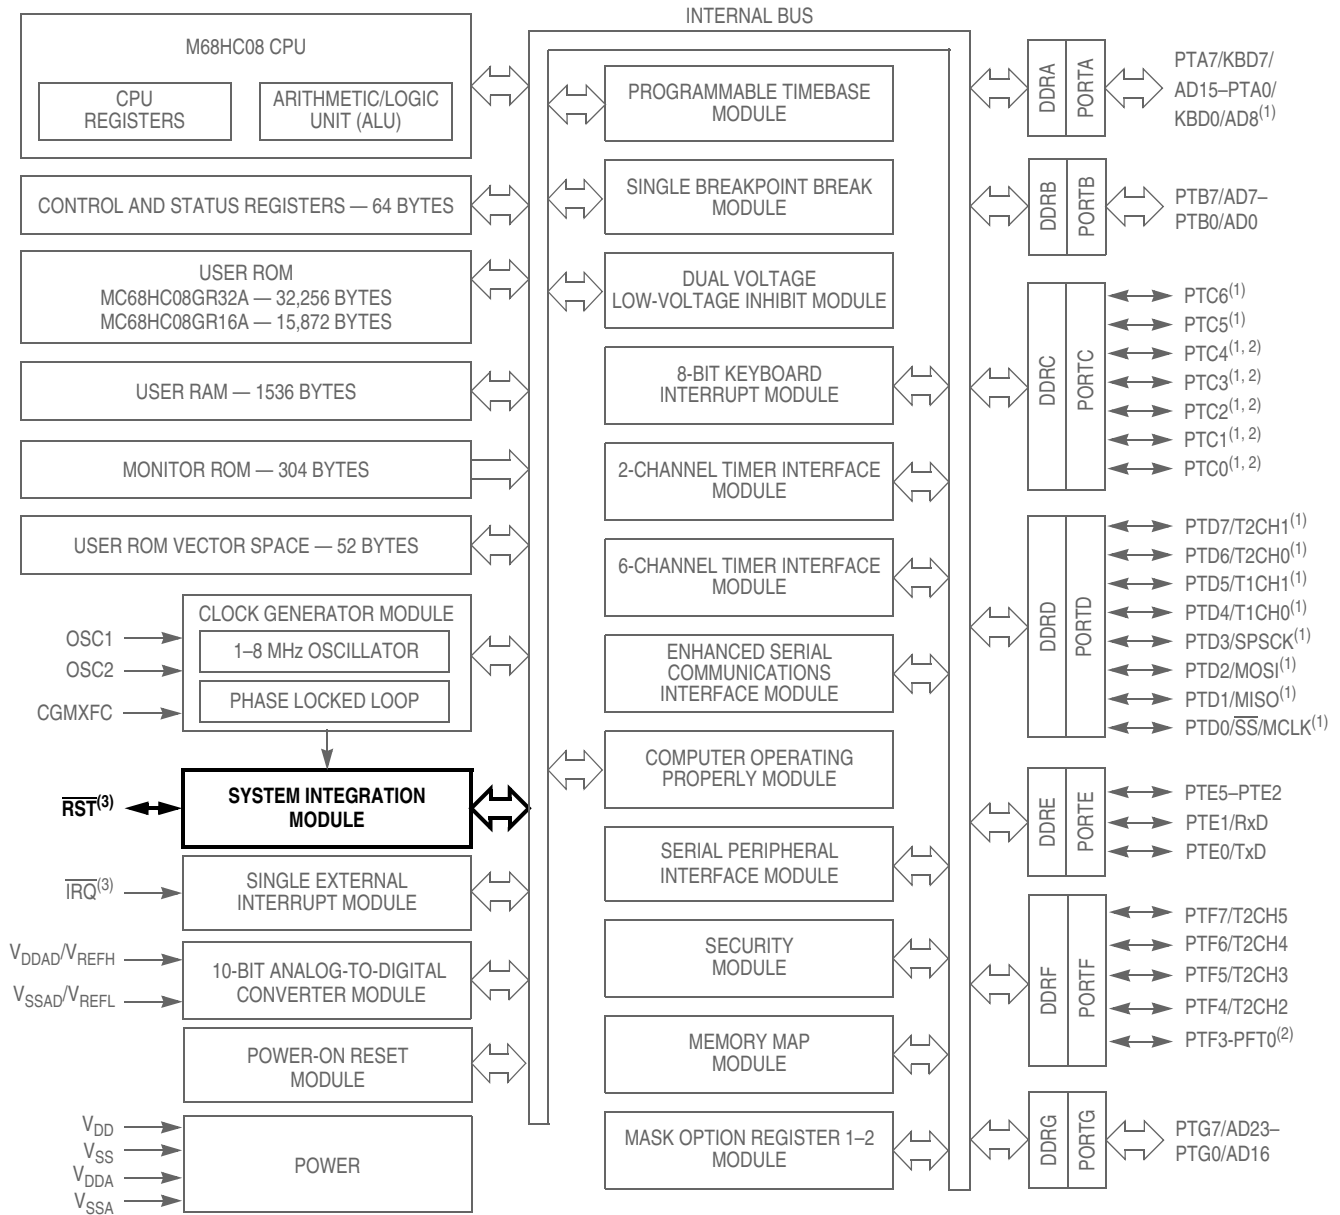 INTERNAL BUS
M68HC08 CPU
CPU
REGISTERS
ARITHMETIC/LOGIC
UNIT (ALU)
CONTROL AND STATUS REGISTERS — 64 BYTES
USER ROM
MC68HC08GR32A — 32,256 BYTES
MC68HC08GR16A — 15,872 BYTES
USER RAM — 1536 BYTES
MONITOR ROM — 304 BYTES
USER ROM VECTOR SPACE — 52 BYTES
CLOCK GENERATOR MODULE
1–8 MHz OSCILLATOR
PHASE LOCKED LOOP
OSC1
OSC2
CGMXFC
SYSTEM INTEGRATION
MODULE
RST(3)
SINGLE EXTERNAL
INTERRUPT MODULE
IRQ(3)
10-BIT ANALOG-TO-DIGITAL
CONVERTER MODULE
VDDAD/VREFH
VSSAD/VREFL
POWER-ON RESET
MODULE
POWER
VDD
VSS
VDDA
VSSA
PROGRAMMABLE TIMEBASE
MODULE
SINGLE BREAKPOINT BREAK
MODULE
DUAL VOLTAGE
LOW-VOLTAGE INHIBIT MODULE
8-BIT KEYBOARD
INTERRUPT MODULE
2-CHANNEL TIMER INTERFACE
MODULE
6-CHANNEL TIMER INTERFACE
MODULE
ENHANCED SERIAL
COMMUNICATIONS
INTERFACE MODULE
COMPUTER OPERATING
PROPERLY MODULE
SERIAL PERIPHERAL
INTERFACE MODULE
SECURITY
MODULE
MEMORY MAP
MODULE
MASK OPTION REGISTER 1–2
MODULE
DDRA
PORTA
PTA7/KBD7/
AD15–PTA0/
KBD0/AD8(1)
DDRB
PORTB
PTB7/AD7–
PTB0/AD0
DDRC
PORTC
PTC6(1)
PTC5(1)
PTC4(1, 2)
PTC3(1, 2)
PTC2(1, 2)
PTC1(1, 2)
PTC0(1, 2)
DDRD
PORTD
PTD7/T2CH1(1)
PTD6/T2CH0(1)
PTD5/T1CH1(1)
PTD4/T1CH0(1)
PTD3/SPSCK(1)
PTD2/MOSI(1)
PTD1/MISO(1)
PTD0/SS/MCLK(1)
DDRE
PORTE
PTE5–PTE2
PTE1/RxD
PTE0/TxD
DDRF
PORTF
PTF7/T2CH5
PTF6/T2CH4
PTF5/T2CH3
PTF4/T2CH2
PTF3-PFT0(2)
DDRG
PORTG
PTG7/AD23–
PTG0/AD16